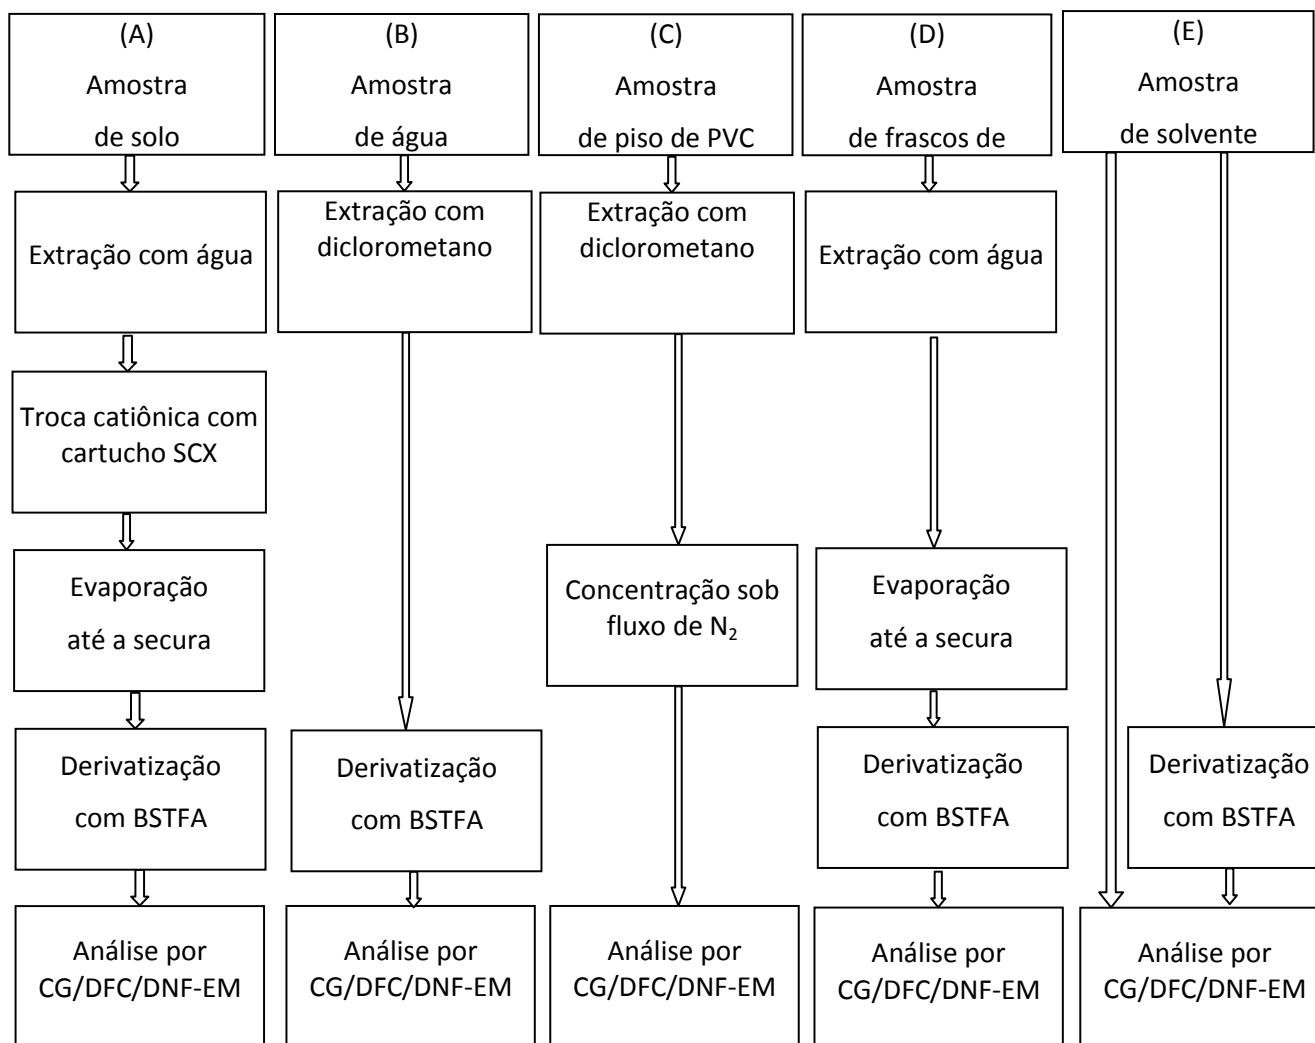 (A)
Amostra
de solo
Extração com água
Troca catiônica com
cartucho SCX
Evaporação
até a secura
Derivatização
com BSTFA
Análise por
CG/DFC/DNF-EM
(B)
Amostra
de água
Extração com
diclorometano
Derivatização
com BSTFA
Análise por
CG/DFC/DNF-EM
(C)
Amostra
de piso de PVC
Extração com
diclorometano
Concentração sob
fluxo de N₂
Análise por
CG/DFC/DNF-EM
(D)
Amostra
de frascos de
Extração com água
Evaporação
até a secura
Derivatização
com BSTFA
Análise por
CG/DFC/DNF-EM
(E)
Amostra
de solvente
Derivatização
com BSTFA
Análise por
CG/DFC/DNF-EM